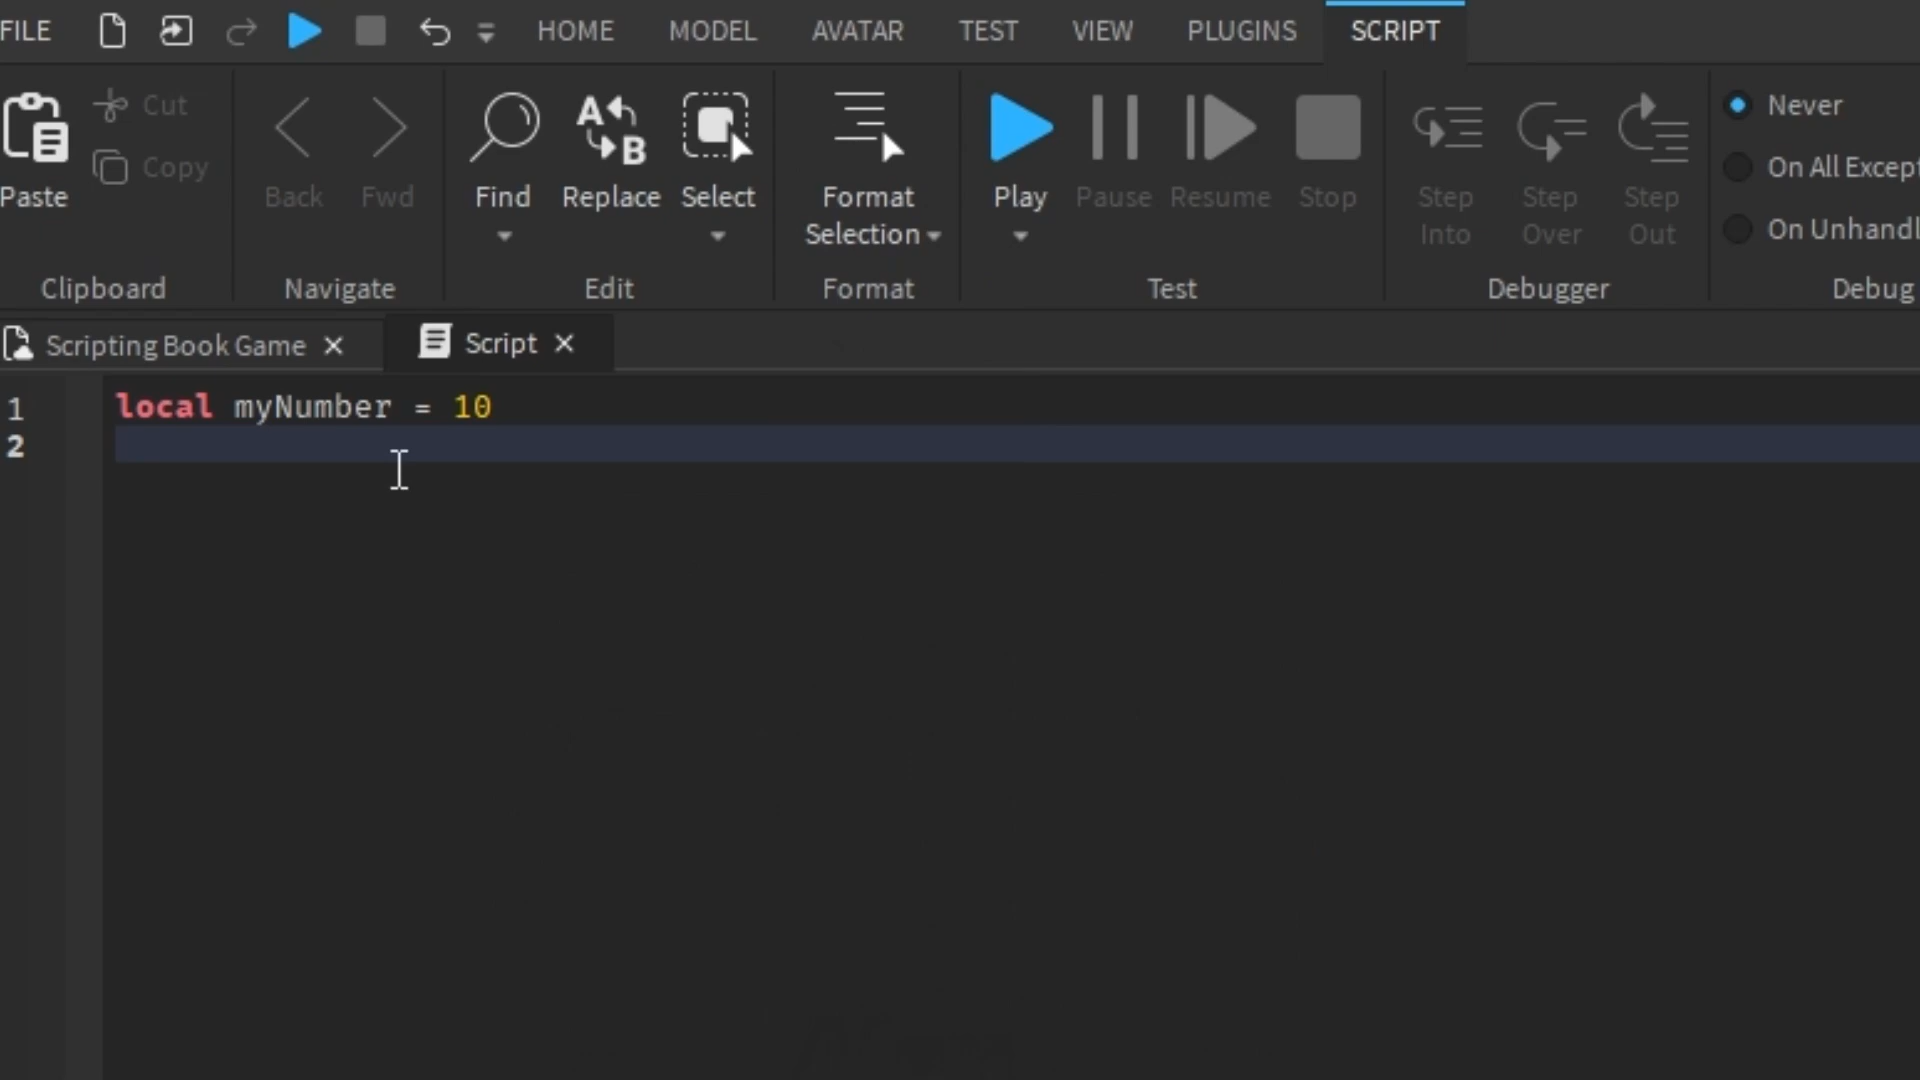 FILE HOME MODEL AVATAR TEST VIEW PLUGINS SCRIPT
Paste
Cut
Copy
Clipboard
Back Fwd
Navigate
Find Replace Select
Edit
Format
Selection
Format
Play Pause Resume Stop
Test
Step
Into
Step
Over
Step
Out
Debugger
Never
On All Except
On Unhandl
Debug
Scripting Book Game Script
1 local myNumber = 10
2